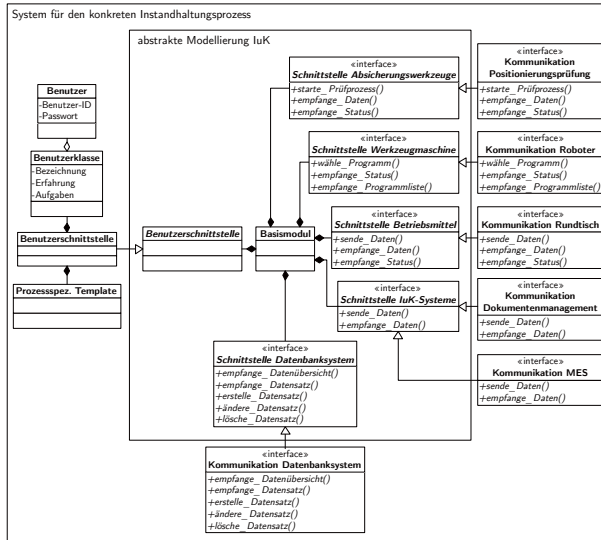 System für den konkreten Instandhaltungsprozess
abstrakte Modellierung IuK
Benutzer
-Benutzer-ID
-Passwort
Benutzerklasse
-Bezeichnung
-Erfahrung
-Aufgaben
Benutzerschnittstelle
Prozessspez. Template
Benutzerschnittstelle
Basismodul
«interface»
Schnittstelle Absicherungswerkzeuge
+starte_Prüfprozess()
+empfange_Daten()
+empfange_Status()
«interface»
Schnittstelle Werkzeugmaschine
+wähle_Programm()
+empfange_Status()
+empfange_Programmliste()
«interface»
Schnittstelle Betriebsmittel
+sende_Daten()
+empfange_Daten()
+empfange_Status()
«interface»
Schnittstelle IuK-Systeme
+sende_Daten()
+empfange_Daten()
«interface»
Schnittstelle Datenbanksystem
+empfange_Datenübersicht()
+empfange_Datensatz()
+erstelle_Datensatz()
+ändere_Datensatz()
+lösche_Datensatz()
«interface»
Kommunikation Datenbanksystem
+empfange_Datenübersicht()
+empfange_Datensatz()
+erstelle_Datensatz()
+ändere_Datensatz()
+lösche_Datensatz()
«interface»
Kommunikation
Positionierungsprüfung
+starte_Prüfprozess()
+empfange_Daten()
+empfange_Status()
«interface»
Kommunikation Roboter
+wähle_Programm()
+empfange_Status()
+empfange_Programmliste()
«interface»
Kommunikation Rundtisch
+sende_Daten()
+empfange_Daten()
+empfange_Status()
«interface»
Kommunikation
Dokumentenmanagement
+sende_Daten()
+empfange_Daten()
«interface»
Kommunikation MES
+sende_Daten()
+empfange_Daten()